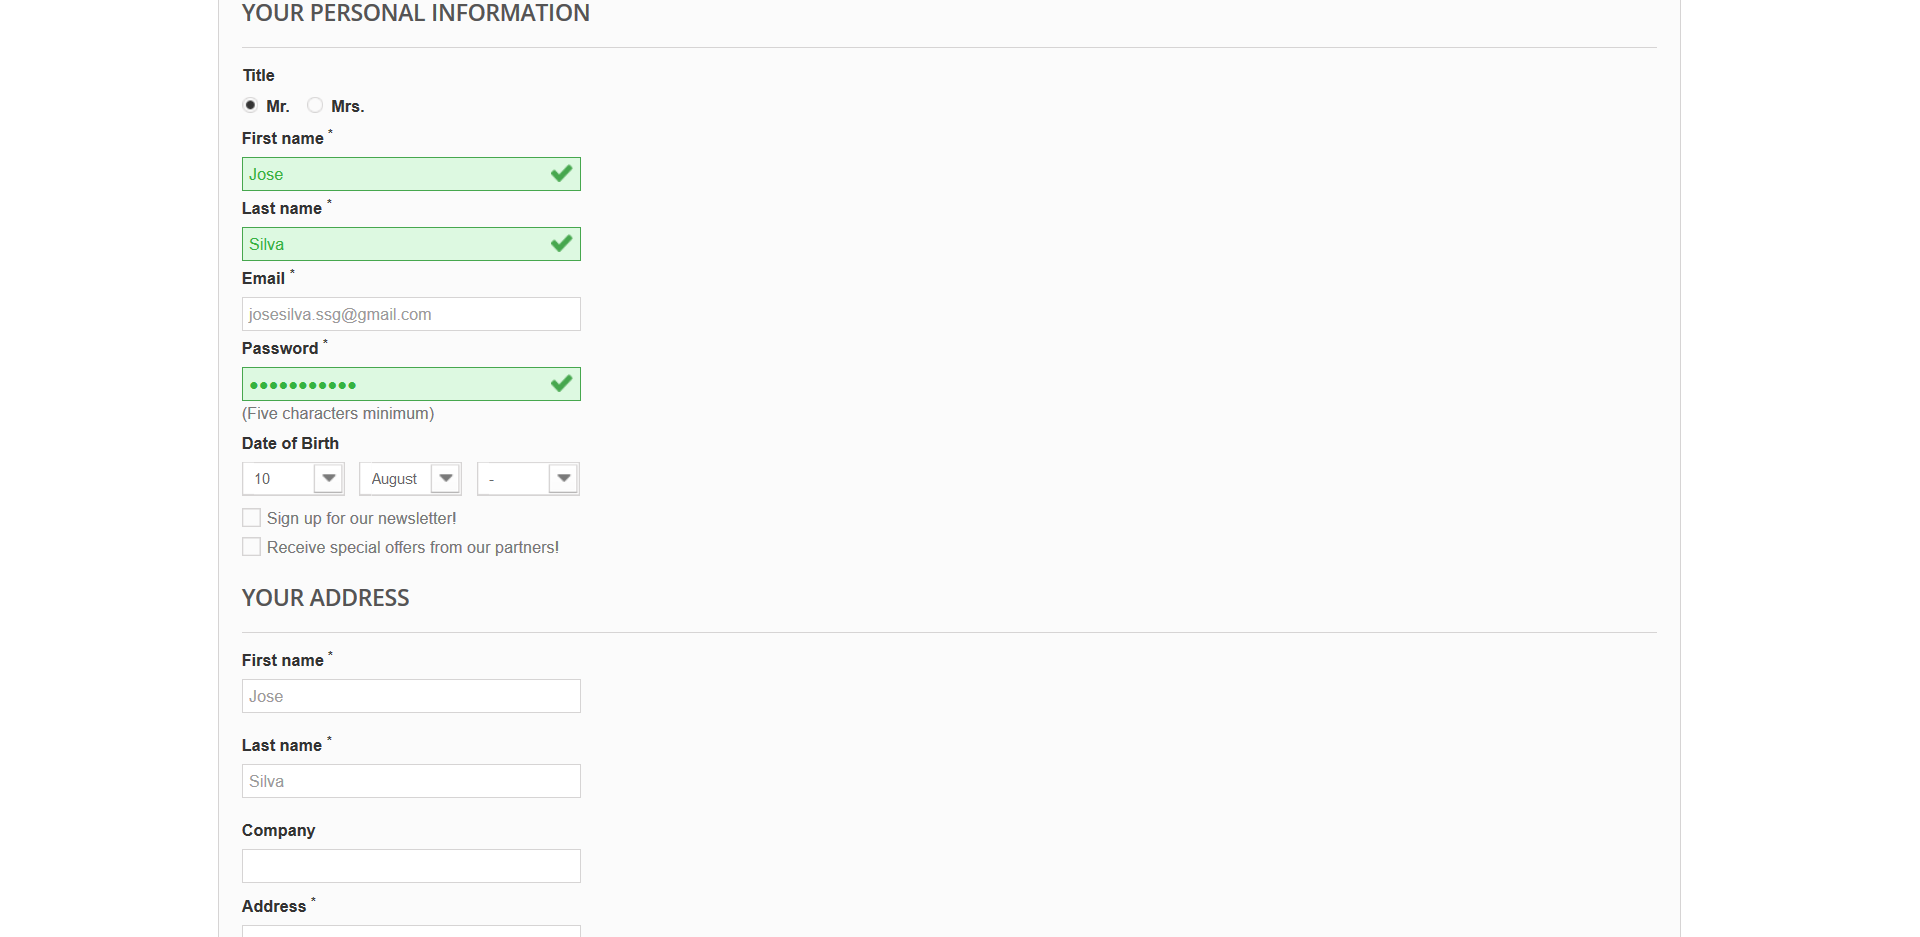 YOUR PERSONAL INFORMATION
Title
Mr. Mrs.
First name *
Jose
Last name *
Silva
Email *
josesilva.ssg@gmail.com
Password *
●●●●●●●●●●●
(Five characters minimum)
Date of Birth
10 August -
Sign up for our newsletter!
Receive special offers from our partners!
YOUR ADDRESS
First name *
Jose
Last name *
Silva
Company
Address *